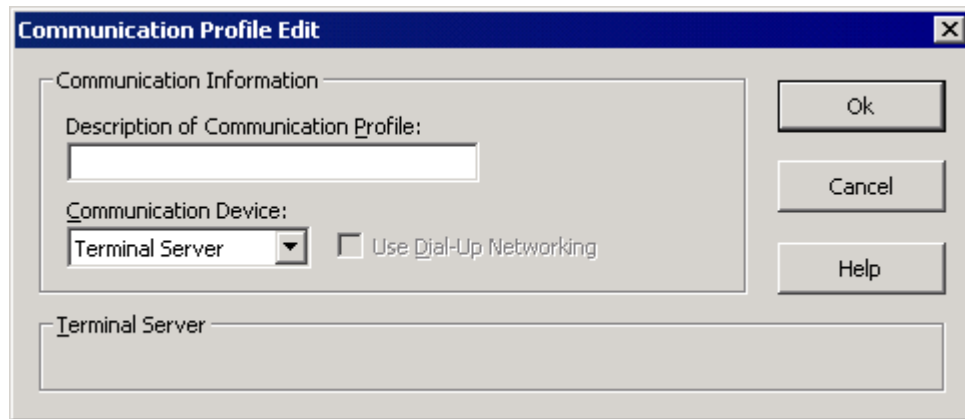 Communication Profile Edit
Communication Information
Description of Communication Profile:
Ok
Cancel
Communication Device:
Terminal Server
Use Dial-Up Networking
Help
Terminal Server